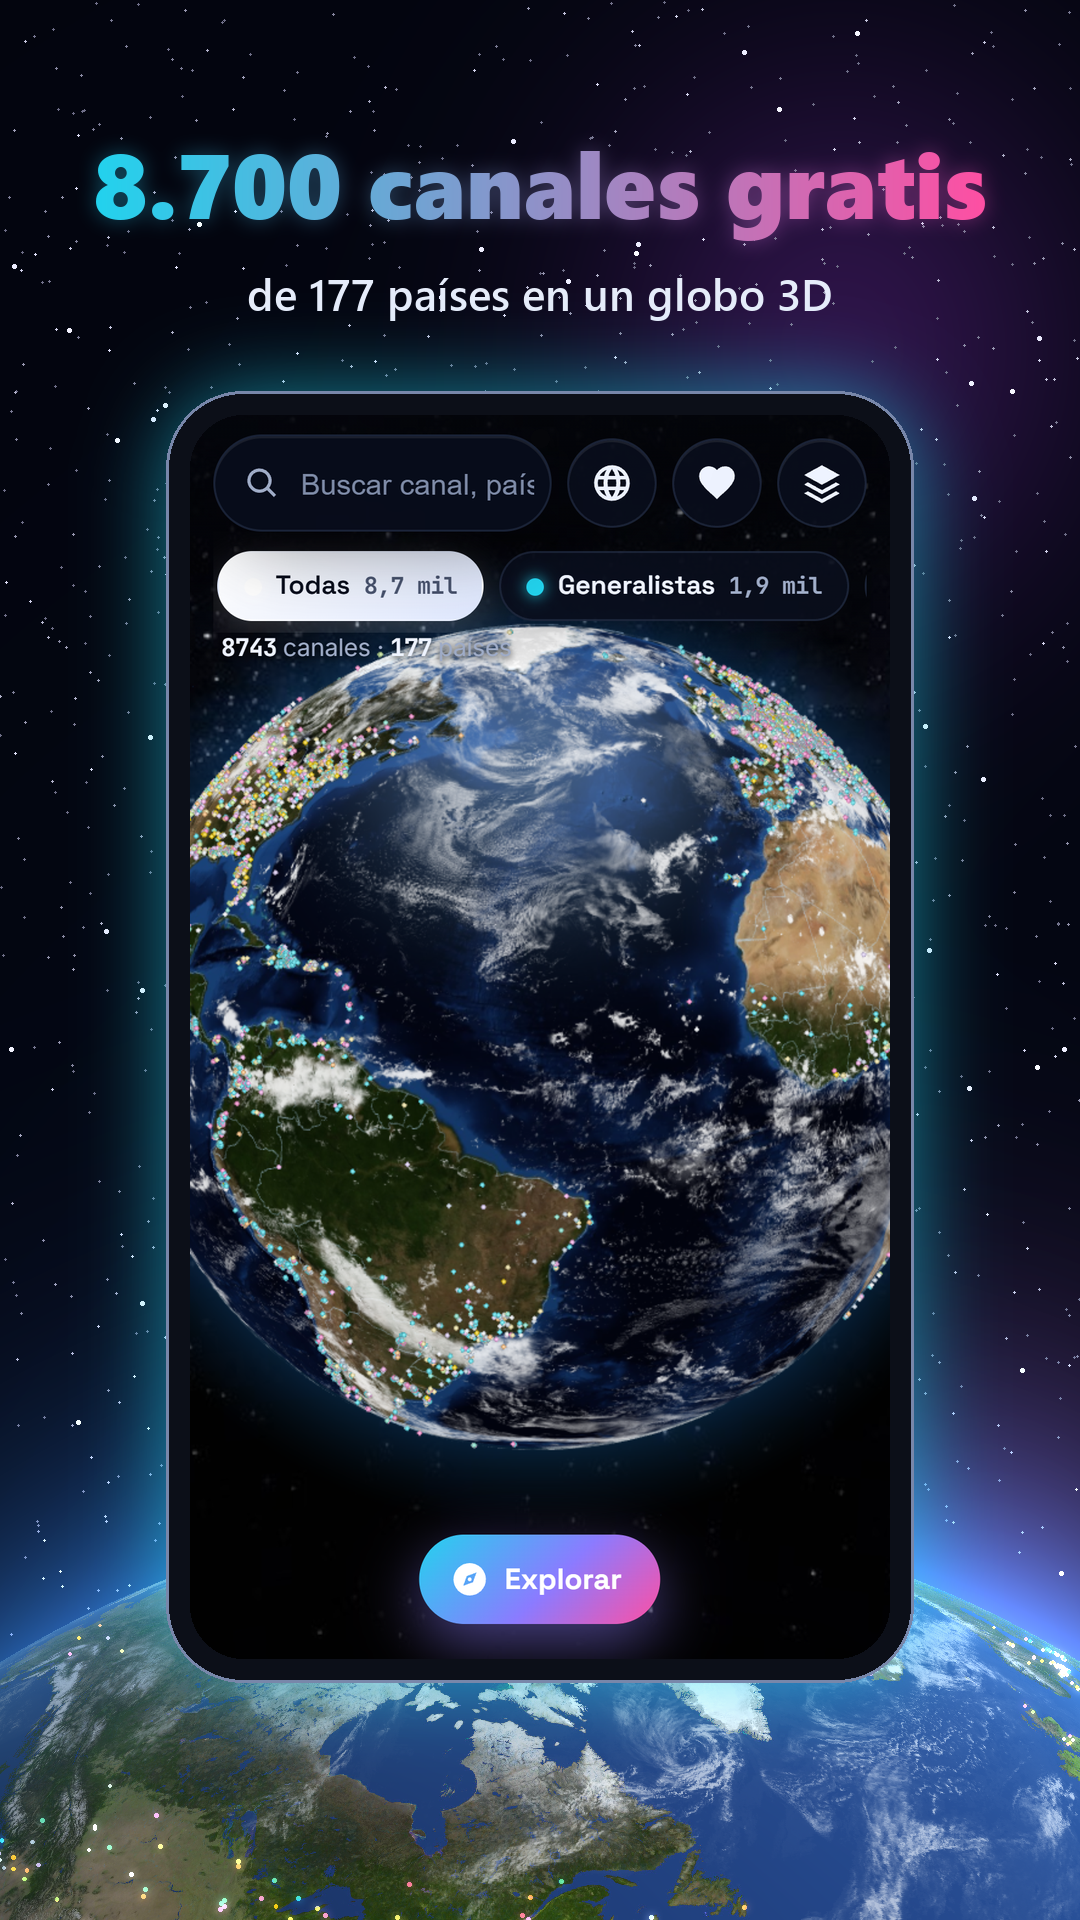 8.700 canales gratis
de 177 países en un globo 3D
Buscar canal, país
Todas 8,7 mil
Generalistas 1,9 mil
8743 canales · 177 países
Explorar